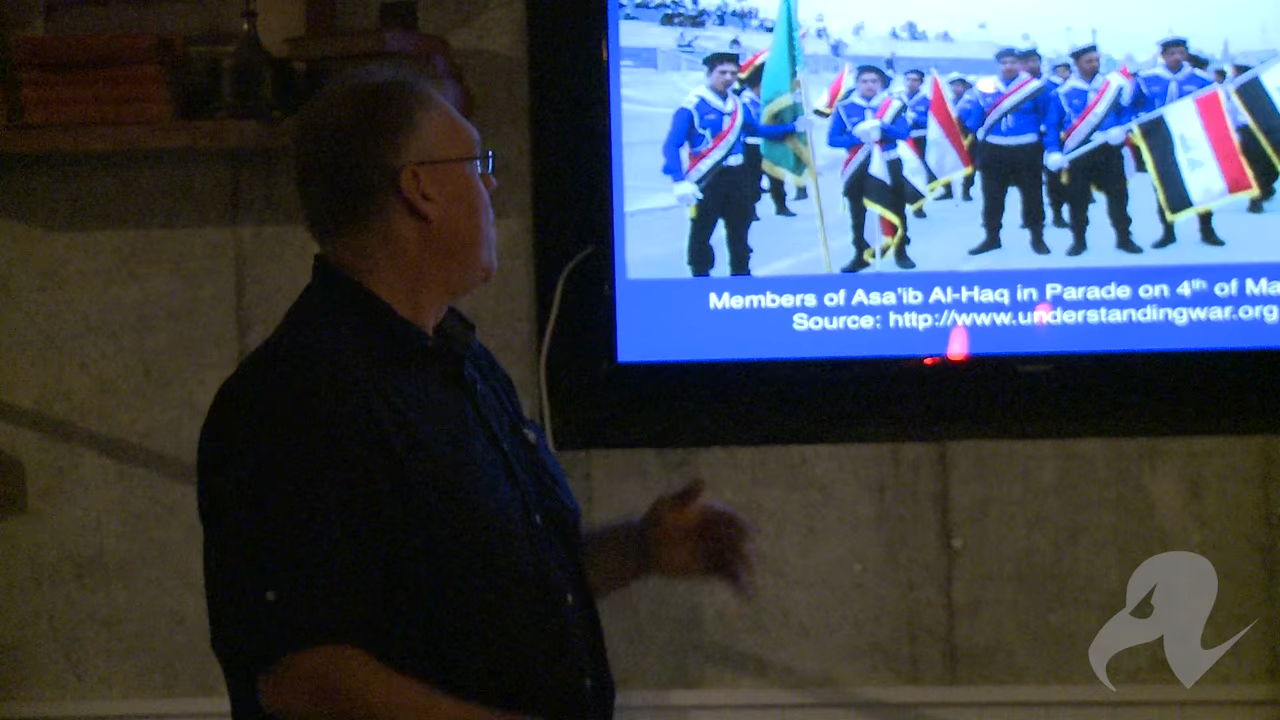 Members of Asa'ib Al-Haq in Parade on 4th of Ma
Source: http://www.understandingwar.org